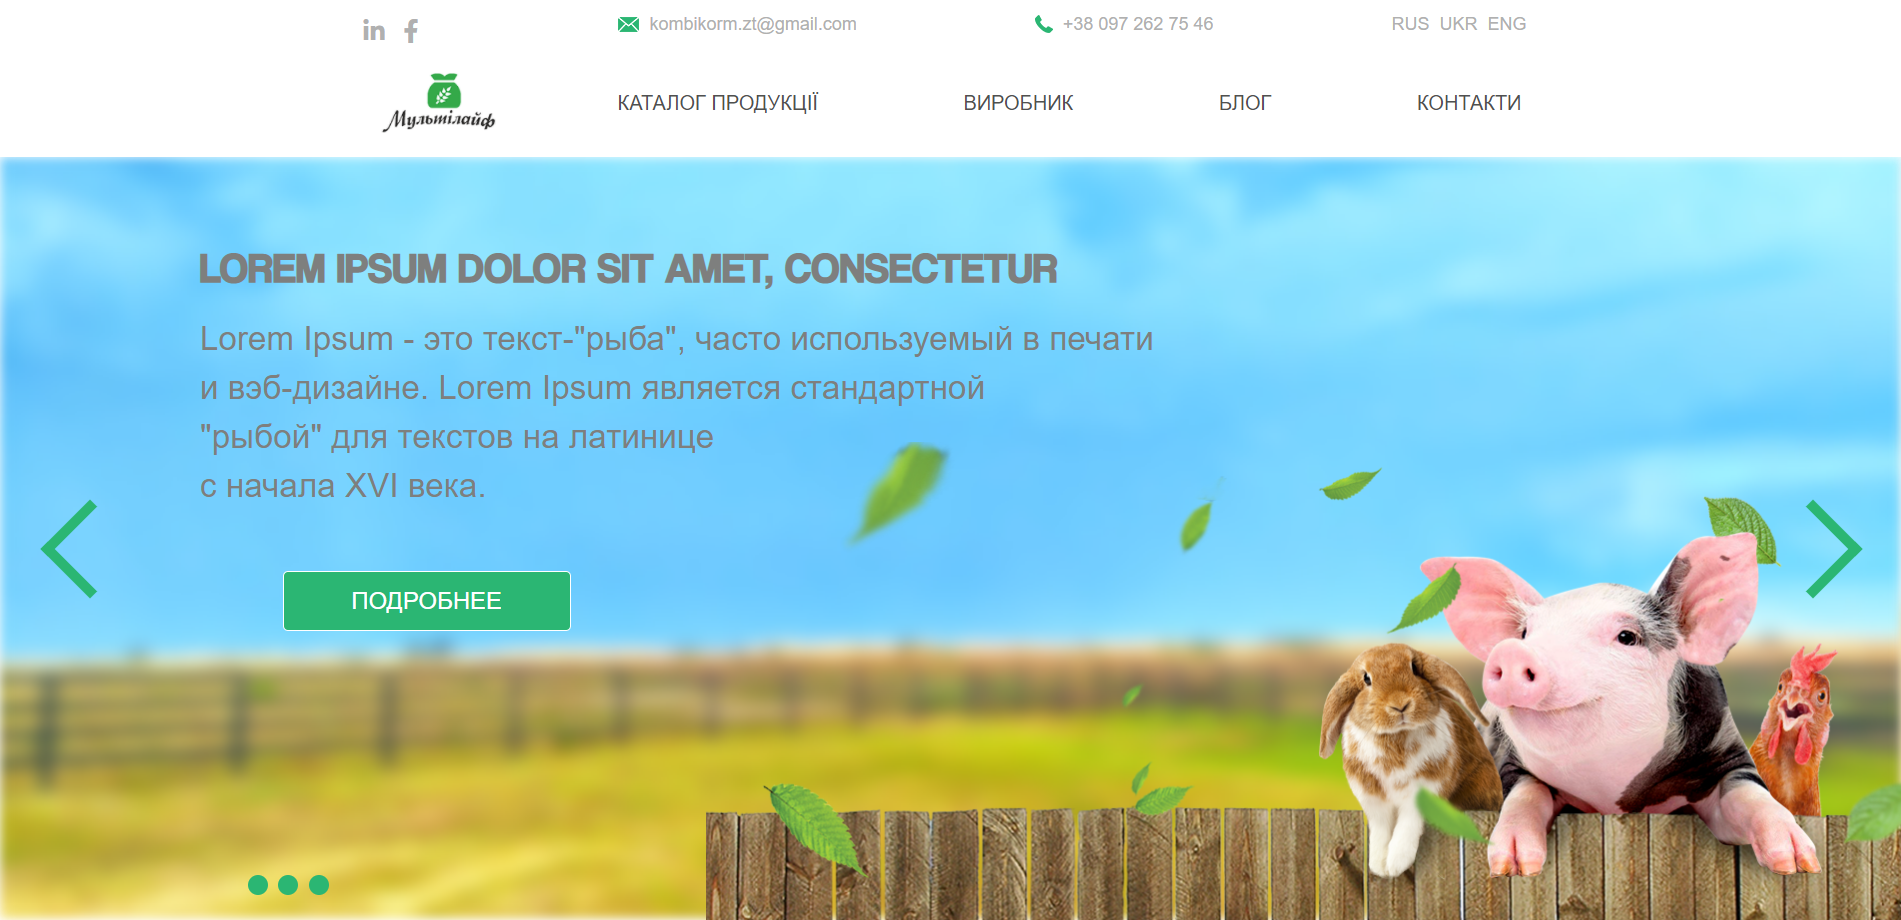 kombikorm.zt@gmail.com
+38 097 262 75 46
RUS UKR ENG
Мультілайф
КАТАЛОГ ПРОДУКЦІЇ
ВИРОБНИК
БЛОГ
КОНТАКТИ
LOREM IPSUM DOLOR SIT AMET, CONSECTETUR
Lorem Ipsum - это текст-"рыба", часто используемый в печати
и вэб-дизайне. Lorem Ipsum является стандартной
"рыбой" для текстов на латинице
с начала XVI века.
ПОДРОБНЕЕ